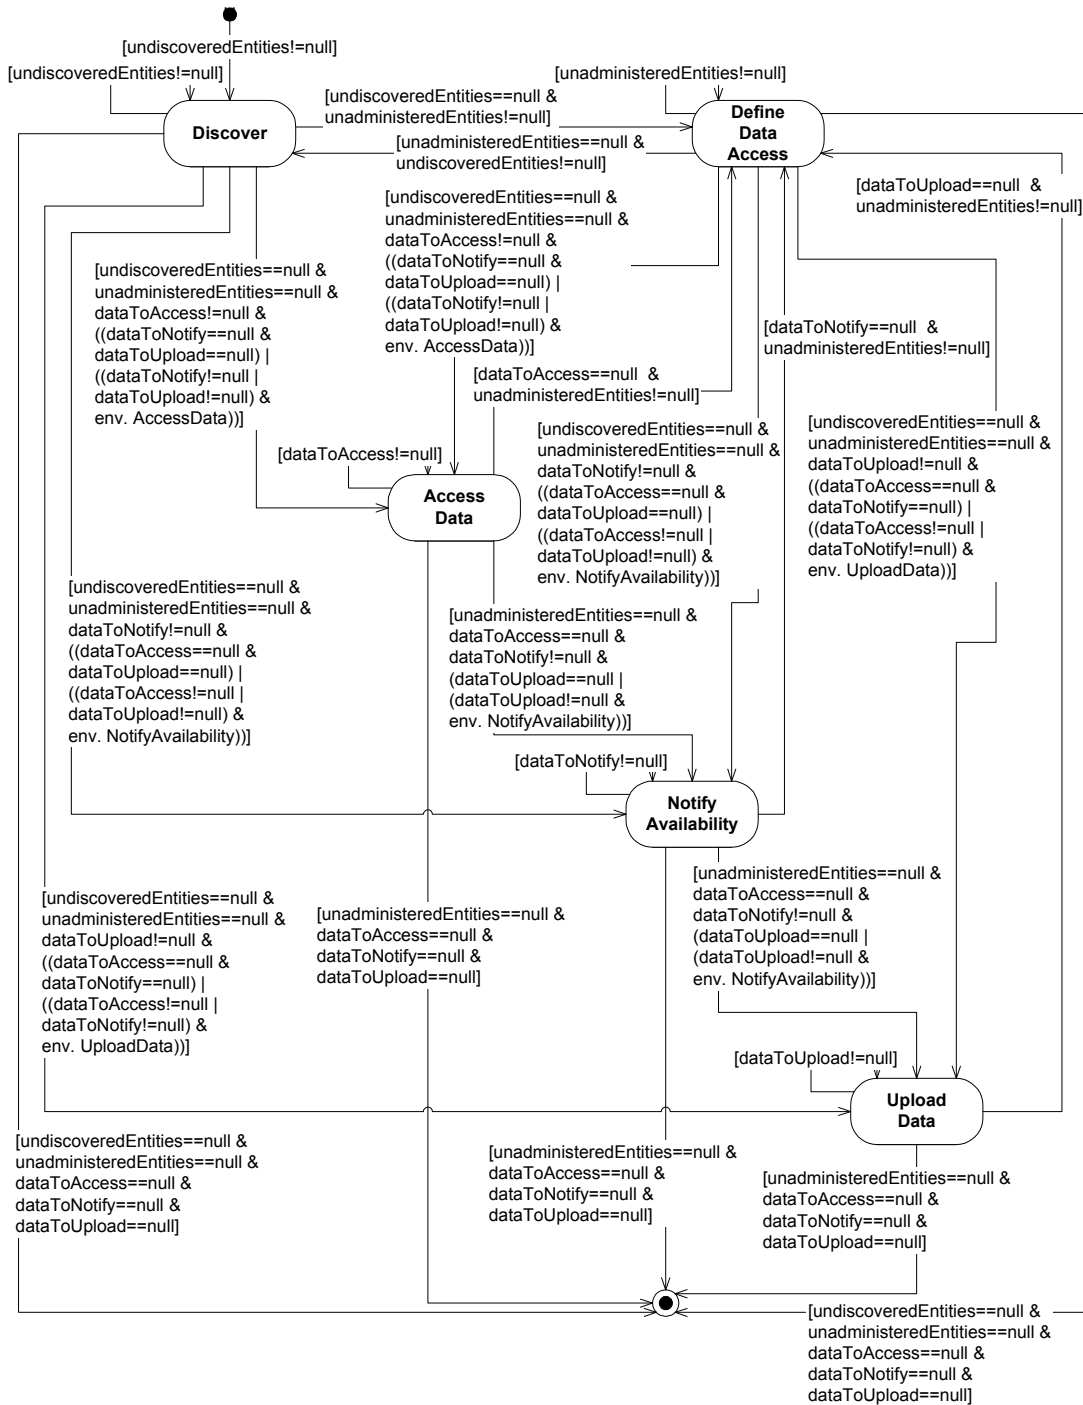 [undiscoveredEntities!=null]
[undiscoveredEntities!=null]
[unadministeredEntities!=null]
Discover
[undiscoveredEntities==null &
unadministeredEntities!=null]
Define
Data
Access
[unadministeredEntities==null &
undiscoveredEntities!=null]
[dataToUpload==null  &
unadministeredEntities!=null]
[undiscoveredEntities==null &
unadministeredEntities==null &
dataToAccess!=null &
((dataToNotify==null &
dataToUpload==null) |
((dataToNotify!=null |
dataToUpload!=null) &
env. AccessData))]
[undiscoveredEntities==null &
unadministeredEntities==null &
dataToAccess!=null &
((dataToNotify==null &
dataToUpload==null) |
((dataToNotify!=null |
dataToUpload!=null) &
env. AccessData))]
[dataToNotify==null  &
unadministeredEntities!=null]
[dataToAccess==null  &
unadministeredEntities!=null]
[undiscoveredEntities==null &
unadministeredEntities==null &
dataToNotify!=null &
((dataToAccess==null &
dataToUpload==null) |
((dataToAccess!=null |
dataToUpload!=null) &
env. NotifyAvailability))]
[undiscoveredEntities==null &
unadministeredEntities==null &
dataToUpload!=null &
((dataToAccess==null &
dataToNotify==null) |
((dataToAccess!=null |
dataToNotify!=null) &
env. UploadData))]
[dataToAccess!=null]
Access
Data
[undiscoveredEntities==null &
unadministeredEntities==null &
dataToNotify!=null &
((dataToAccess==null &
dataToUpload==null) |
((dataToAccess!=null |
dataToUpload!=null) &
env. NotifyAvailability))]
[unadministeredEntities==null &
dataToAccess==null &
dataToNotify!=null &
(dataToUpload==null |
(dataToUpload!=null &
env. NotifyAvailability))]
[dataToNotify!=null]
Notify
Availability
[undiscoveredEntities==null &
unadministeredEntities==null &
dataToUpload!=null &
((dataToAccess==null &
dataToNotify==null) |
((dataToAccess!=null |
dataToNotify!=null) &
env. UploadData))]
[unadministeredEntities==null &
dataToAccess==null &
dataToNotify==null &
dataToUpload==null]
[unadministeredEntities==null &
dataToAccess==null &
dataToNotify!=null &
(dataToUpload==null |
(dataToUpload!=null &
env. NotifyAvailability))]
[dataToUpload!=null]
Upload
Data
[undiscoveredEntities==null &
unadministeredEntities==null &
dataToAccess==null &
dataToNotify==null &
dataToUpload==null]
[unadministeredEntities==null &
dataToAccess==null &
dataToNotify==null &
dataToUpload==null]
[unadministeredEntities==null &
dataToAccess==null &
dataToNotify==null &
dataToUpload==null]
[undiscoveredEntities==null &
unadministeredEntities==null &
dataToAccess==null &
dataToNotify==null &
dataToUpload==null]